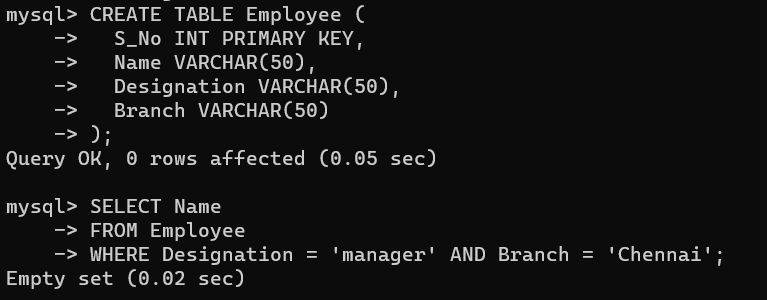 mysql> CREATE TABLE Employee (
    -> S_No INT PRIMARY KEY,
    -> Name VARCHAR(50),
    -> Designation VARCHAR(50),
    -> Branch VARCHAR(50)
    -> );
Query OK, 0 rows affected (0.05 sec)
mysql> SELECT Name
    -> FROM Employee
    -> WHERE Designation = 'manager' AND Branch = 'Chennai';
Empty set (0.02 sec)